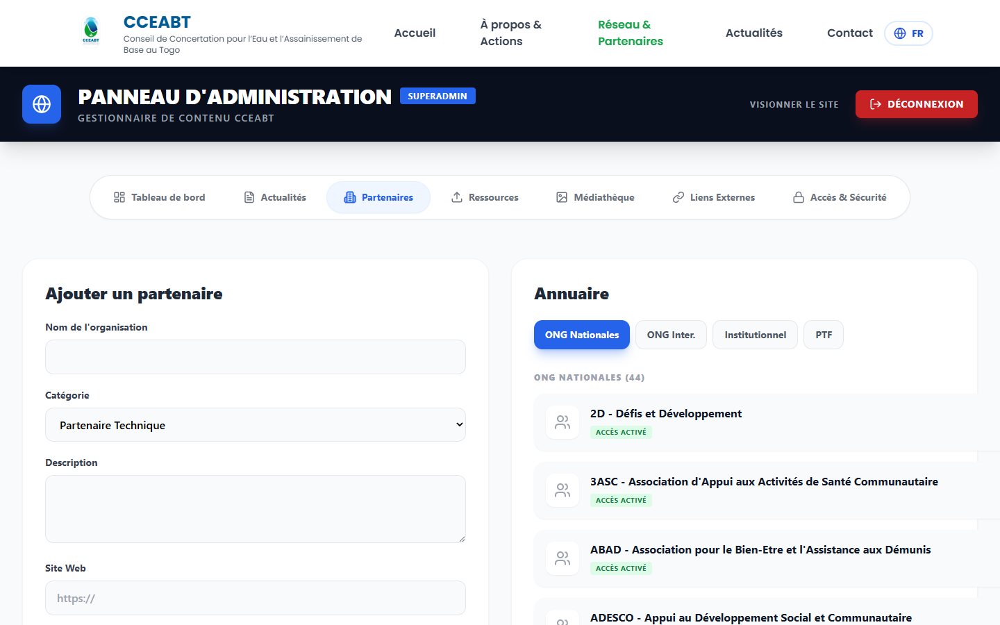 CCEABT
CCEABT
Conseil de Concertation pour l'Eau et l'Assainissement de
Base au Togo
Accueil
À propos &
Actions
Réseau &
Partenaires
Actualités
Contact
FR
PANNEAU D'ADMINISTRATION
SUPERADMIN
GESTIONNAIRE DE CONTENU CCEABT
VISIONNER LE SITE
DÉCONNEXION
Tableau de bord
Actualités
Partenaires
Ressources
Médiathèque
Liens Externes
Accès & Sécurité
Ajouter un partenaire
Nom de l'organisation
Catégorie
Partenaire Technique
Description
Site Web
https://
Annuaire
ONG Nationales
ONG Inter.
Institutionnel
PTF
ONG NATIONALES (44)
2D - Défis et Développement
ACCÈS ACTIVÉ
3ASC - Association d'Appui aux Activités de Santé Communautaire
ACCÈS ACTIVÉ
ABAD - Association pour le Bien-Etre et l'Assistance aux Démunis
ACCÈS ACTIVÉ
ADESCO - Appui au Développement Social et Communautaire